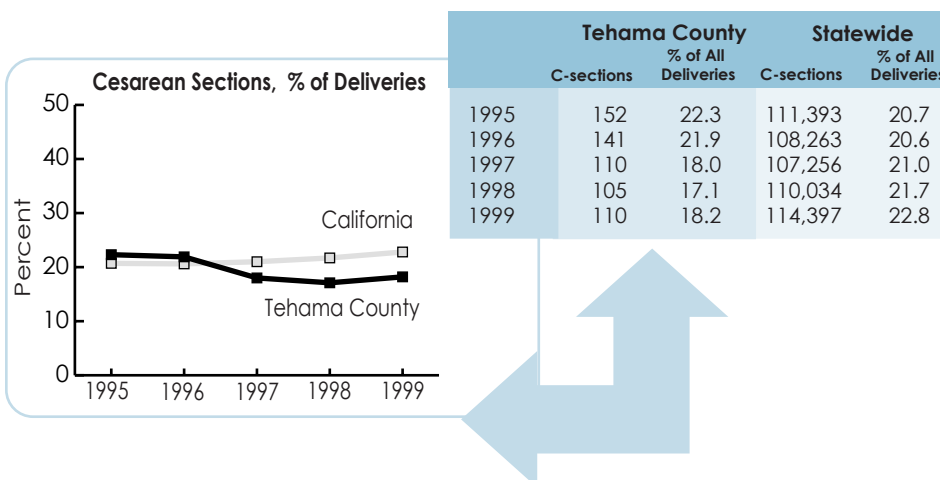 Cesarean Sections, % of Deliveries
50
40
30
20
10
0
Percent
California
Tehama County
1995 1996 1997 1998 1999
Tehama County Statewide
C-sections % of All Deliveries C-sections % of All Deliveries
1995 152 22.3 111,393 20.7
1996 141 21.9 108,263 20.6
1997 110 18.0 107,256 21.0
1998 105 17.1 110,034 21.7
1999 110 18.2 114,397 22.8